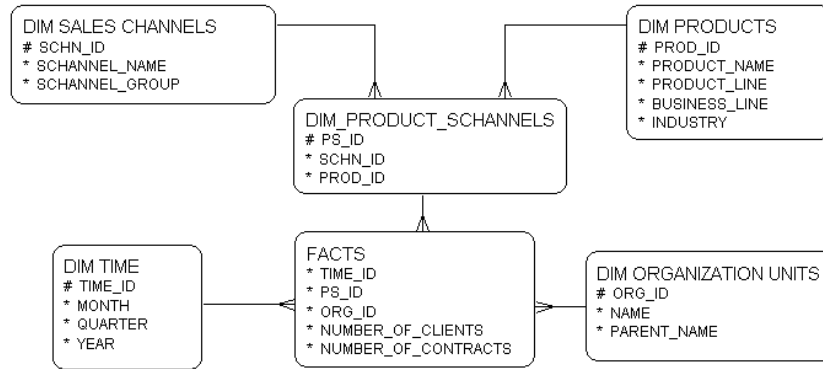 DIM SALES CHANNELS
# SCHN_ID
* SCHANNEL_NAME
* SCHANNEL_GROUP
DIM PRODUCTS
# PROD_ID
* PRODUCT_NAME
* PRODUCT_LINE
* BUSINESS_LINE
* INDUSTRY
DIM_PRODUCT_SCHANNELS
# PS_ID
* SCHN_ID
* PROD_ID
DIM TIME
# TIME_ID
* MONTH
* QUARTER
* YEAR
FACTS
* TIME_ID
* PS_ID
* ORG_ID
* NUMBER_OF_CLIENTS
* NUMBER_OF_CONTRACTS
DIM ORGANIZATION UNITS
# ORG_ID
* NAME
* PARENT_NAME